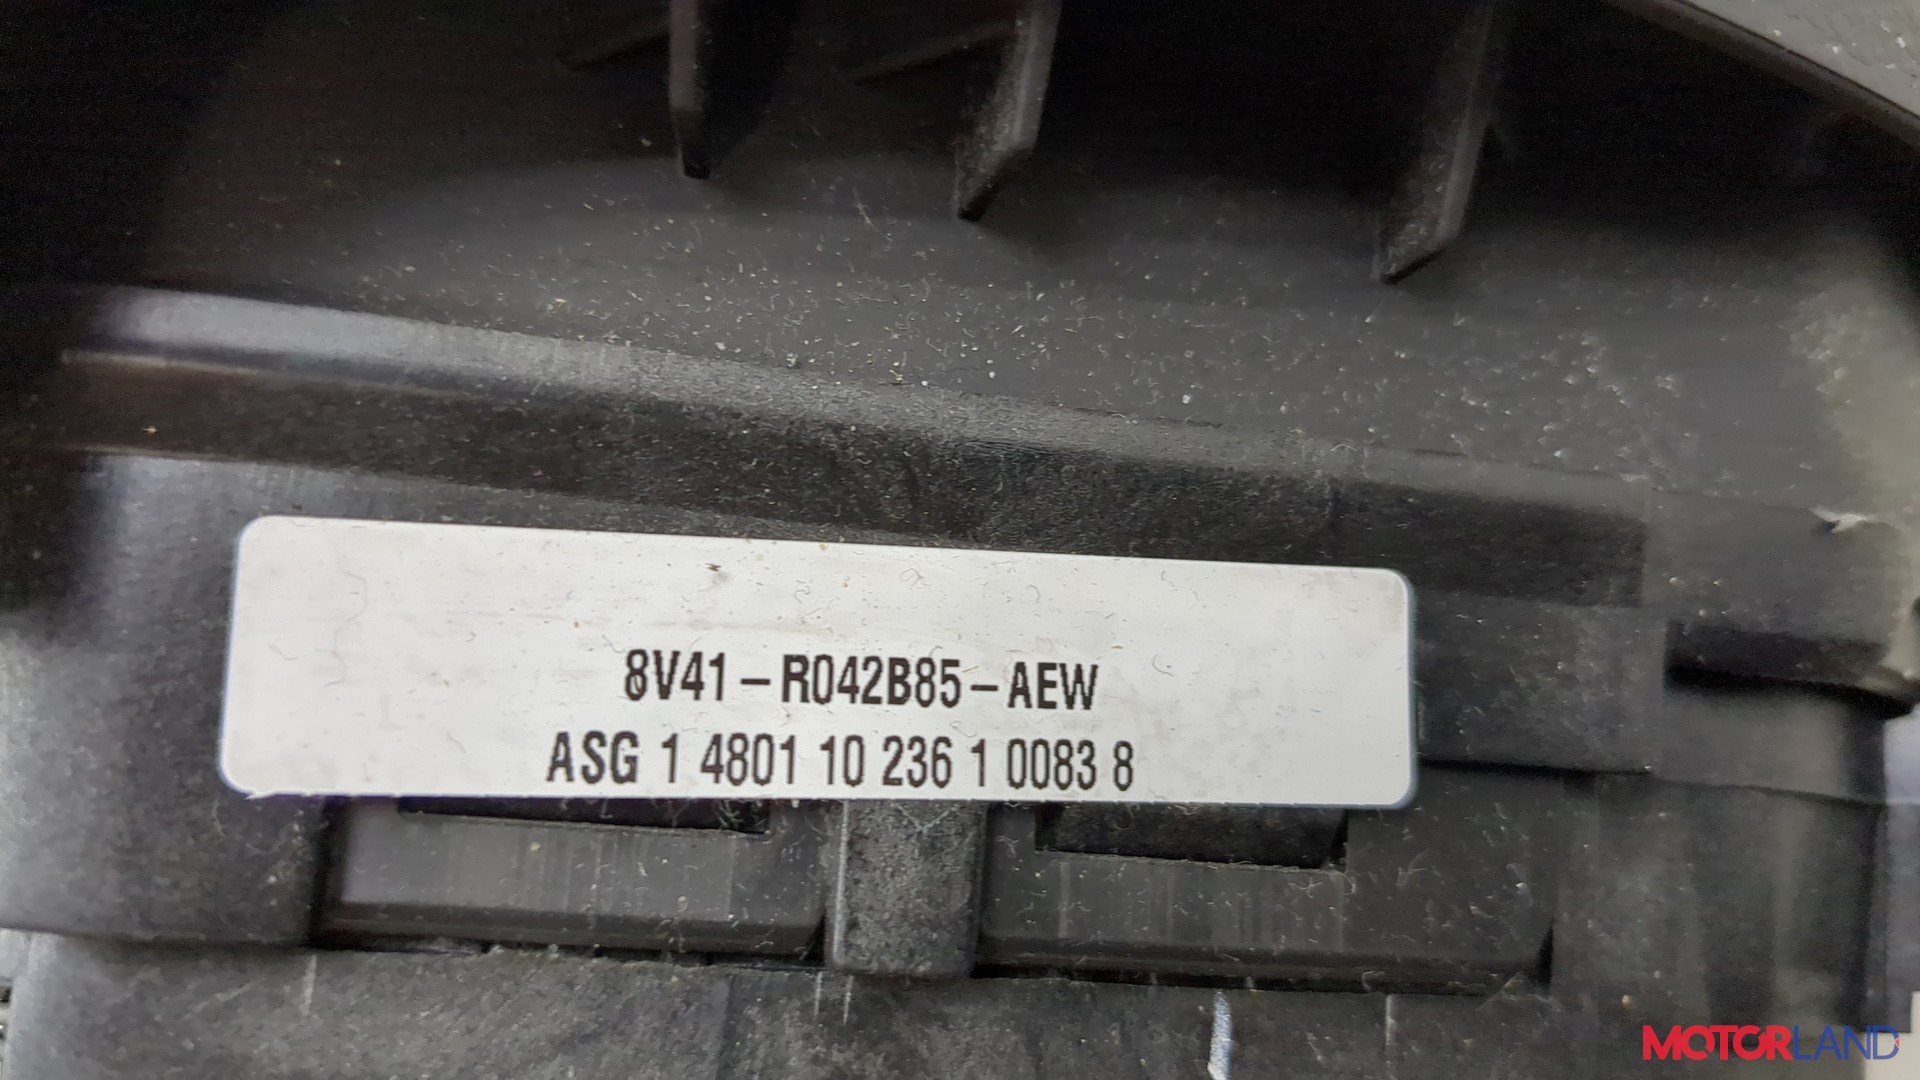 8V41-R042B85-AEW
ASG 1 4801 10 236 1 0083 8
MOTORLAND